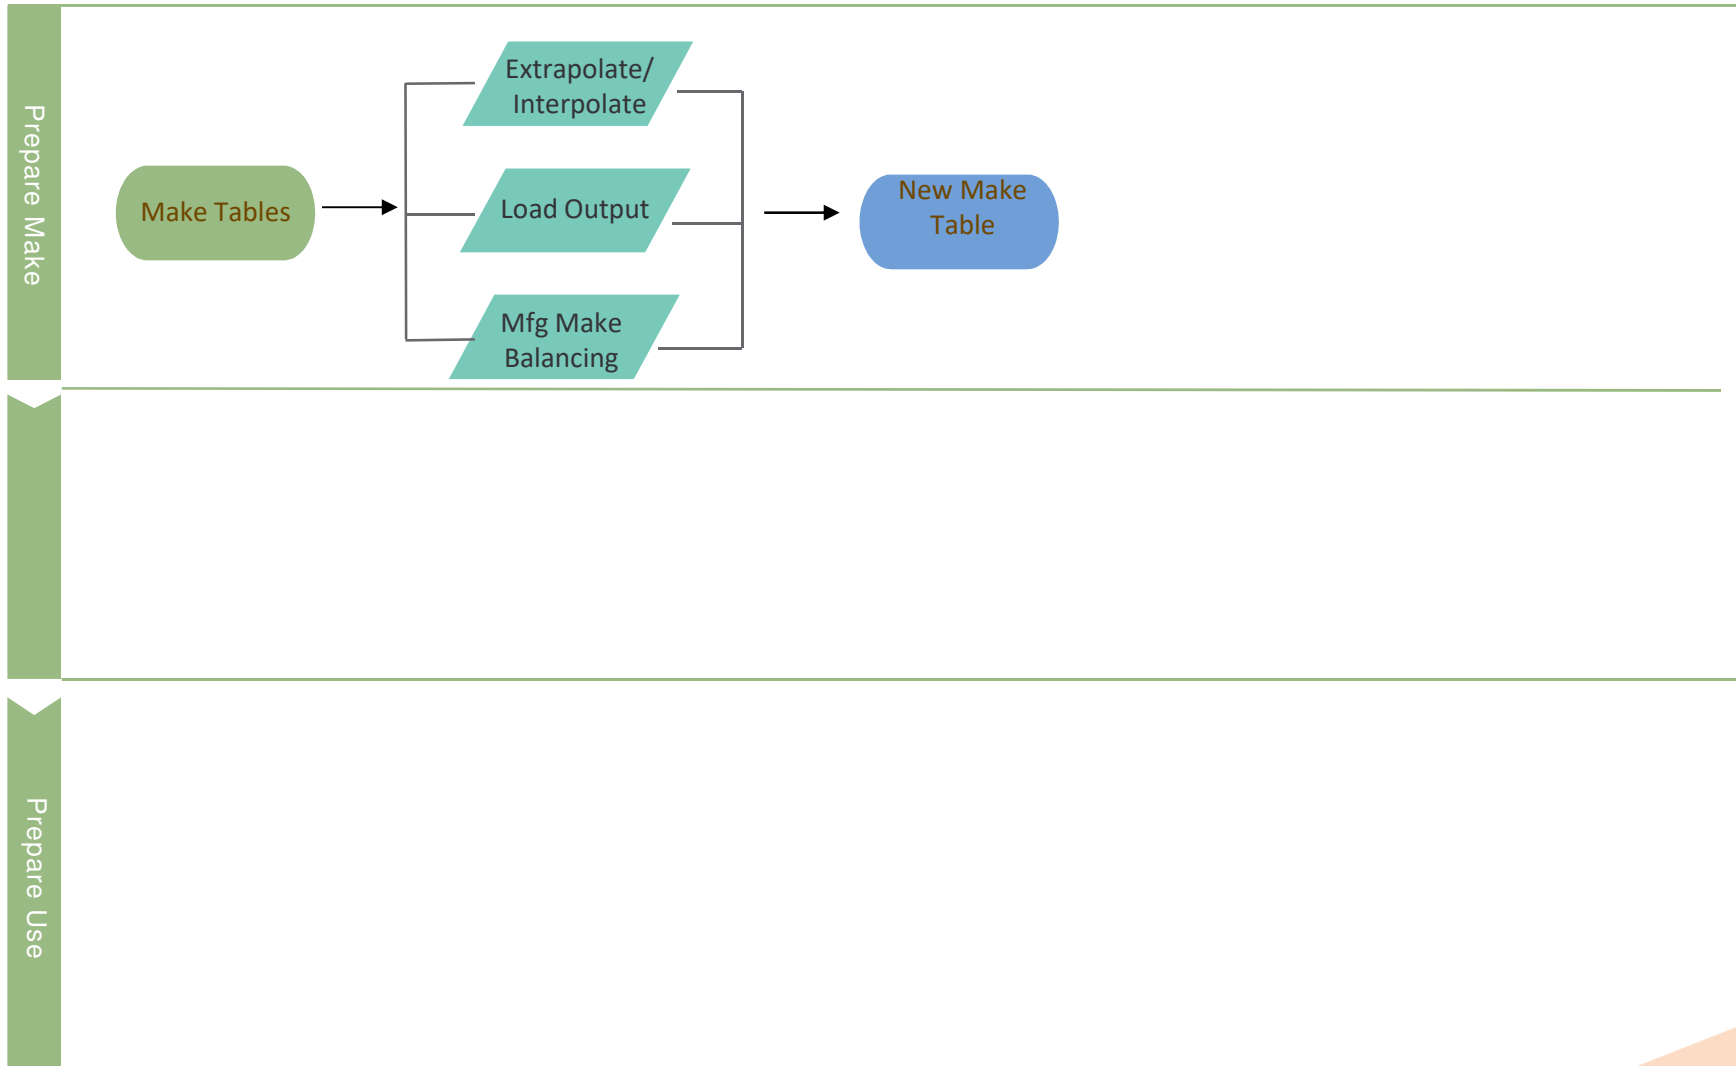 Prepare Make
Extrapolate/
Interpolate
Make Tables
Load Output
New Make
Table
Mfg Make
Balancing
Prepare Use